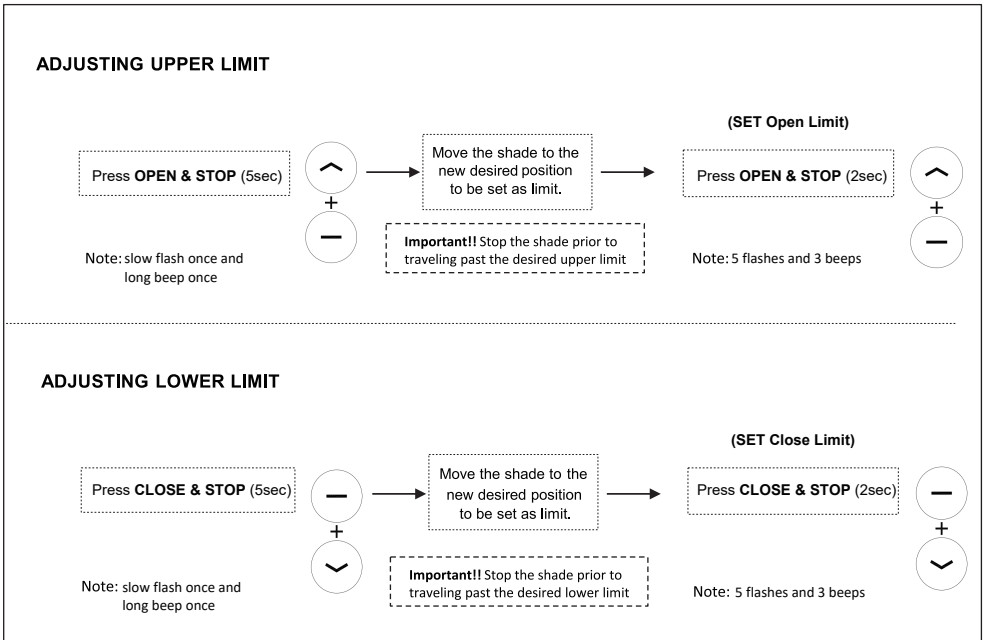 ADJUSTING UPPER LIMIT
(SET Open Limit)
Press OPEN & STOP (5sec)
+
Move the shade to the
new desired position
to be set as limit.
Press OPEN & STOP (2sec)
+
Note: slow flash once and
long beep once
Important!! Stop the shade prior to
traveling past the desired upper limit
Note: 5 flashes and 3 beeps
ADJUSTING LOWER LIMIT
(SET Close Limit)
Press CLOSE & STOP (5sec)
+
Move the shade to the
new desired position
to be set as limit.
Press CLOSE & STOP (2sec)
+
Note: slow flash once and
long beep once
Important!! Stop the shade prior to
traveling past the desired lower limit
Note: 5 flashes and 3 beeps